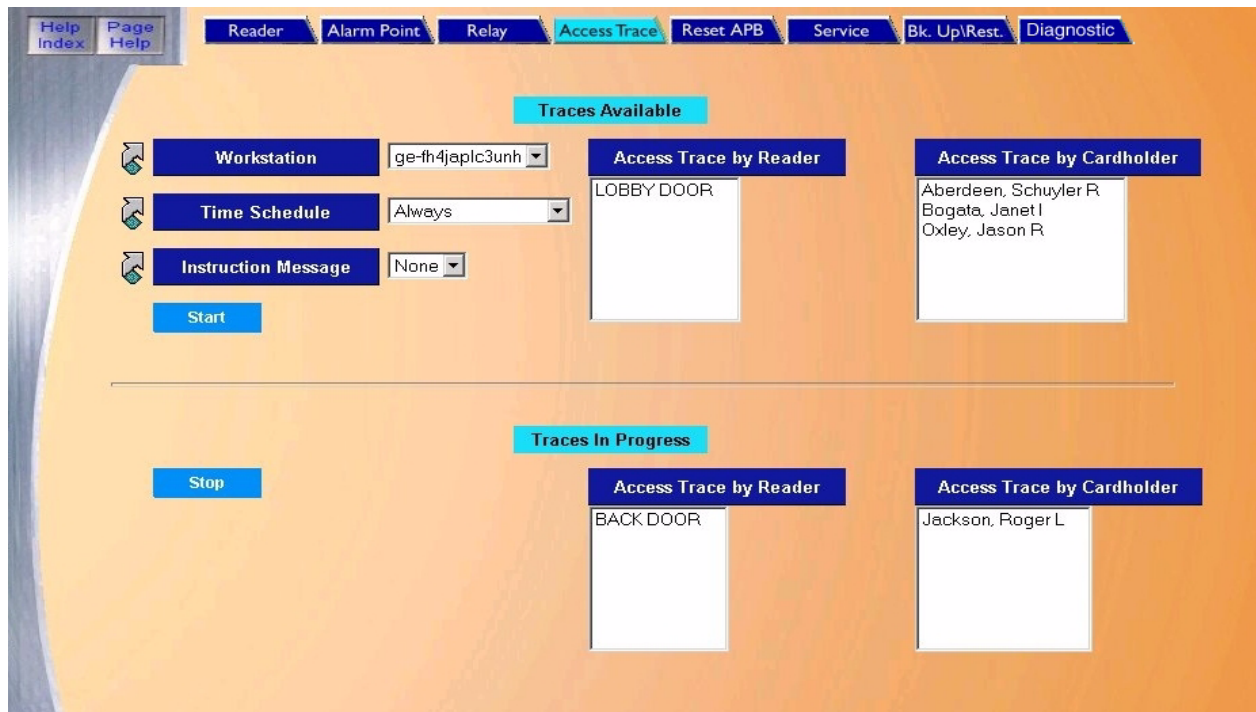 Help Index
Page Help
Reader
Alarm Point
Relay
Access Trace
Reset APB
Service
Bk. Up\Rest.
Diagnostic
Traces Available
Workstation
ge-fh4japlc3unh
Time Schedule
Always
Instruction Message
None
Start
Access Trace by Reader
LOBBY DOOR
Access Trace by Cardholder
Aberdeen, Schuyler R
Bogata, Janet I
Oxley, Jason R
Traces In Progress
Stop
Access Trace by Reader
BACK DOOR
Access Trace by Cardholder
Jackson, Roger L